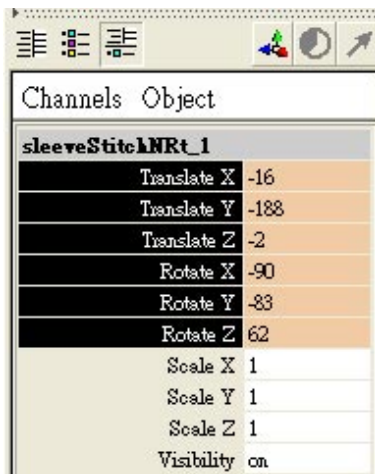 Channels Object
sleeveStitchNRt_1
Translate X -16
Translate Y -188
Translate Z -2
Rotate X -90
Rotate Y -83
Rotate Z 62
Scale X 1
Scale Y 1
Scale Z 1
Visibility on